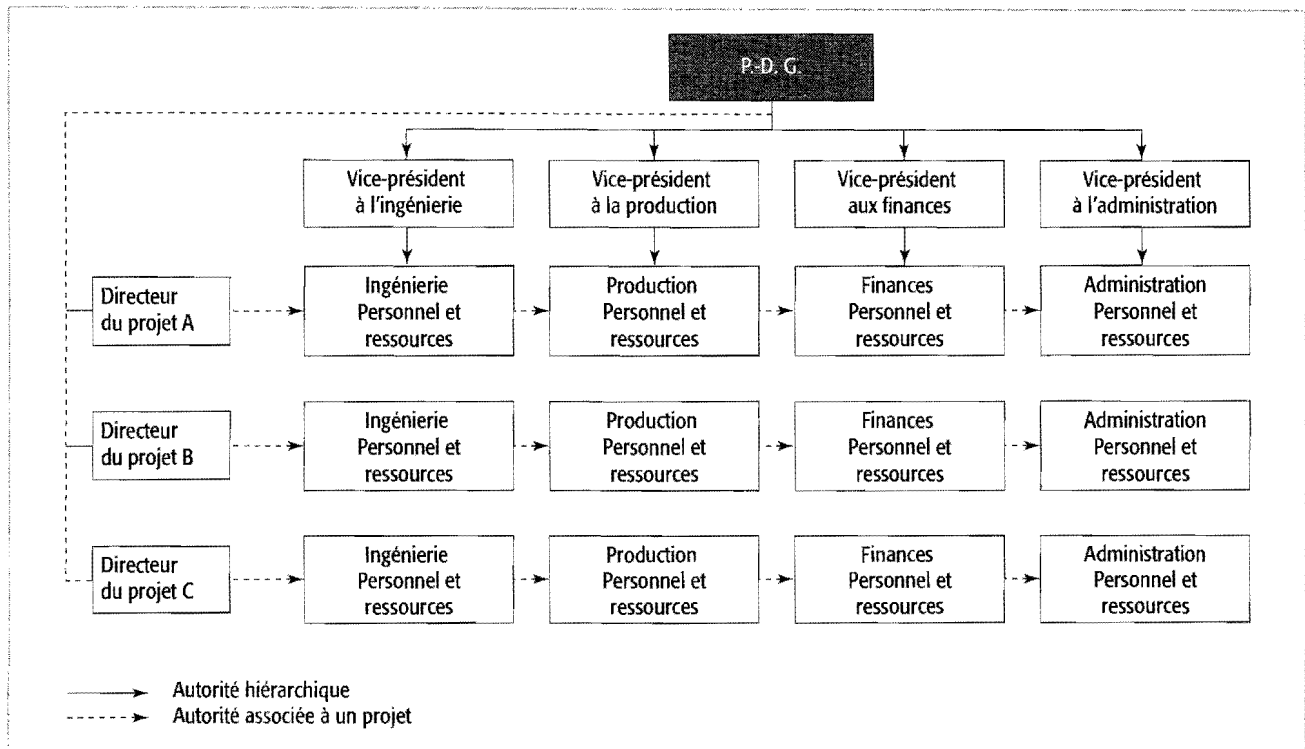 P.-D. G.
Vice-président
à l'ingénierie
Vice-président
à la production
Vice-président
aux finances
Vice-président
à l'administration
Directeur
du projet A
Ingénierie
Personnel et
ressources
Production
Personnel et
ressources
Finances
Personnel et
ressources
Administration
Personnel et
ressources
Directeur
du projet B
Ingénierie
Personnel et
ressources
Production
Personnel et
ressources
Finances
Personnel et
ressources
Administration
Personnel et
ressources
Directeur
du projet C
Ingénierie
Personnel et
ressources
Production
Personnel et
ressources
Finances
Personnel et
ressources
Administration
Personnel et
ressources
Autorité hiérarchique
Autorité associée à un projet